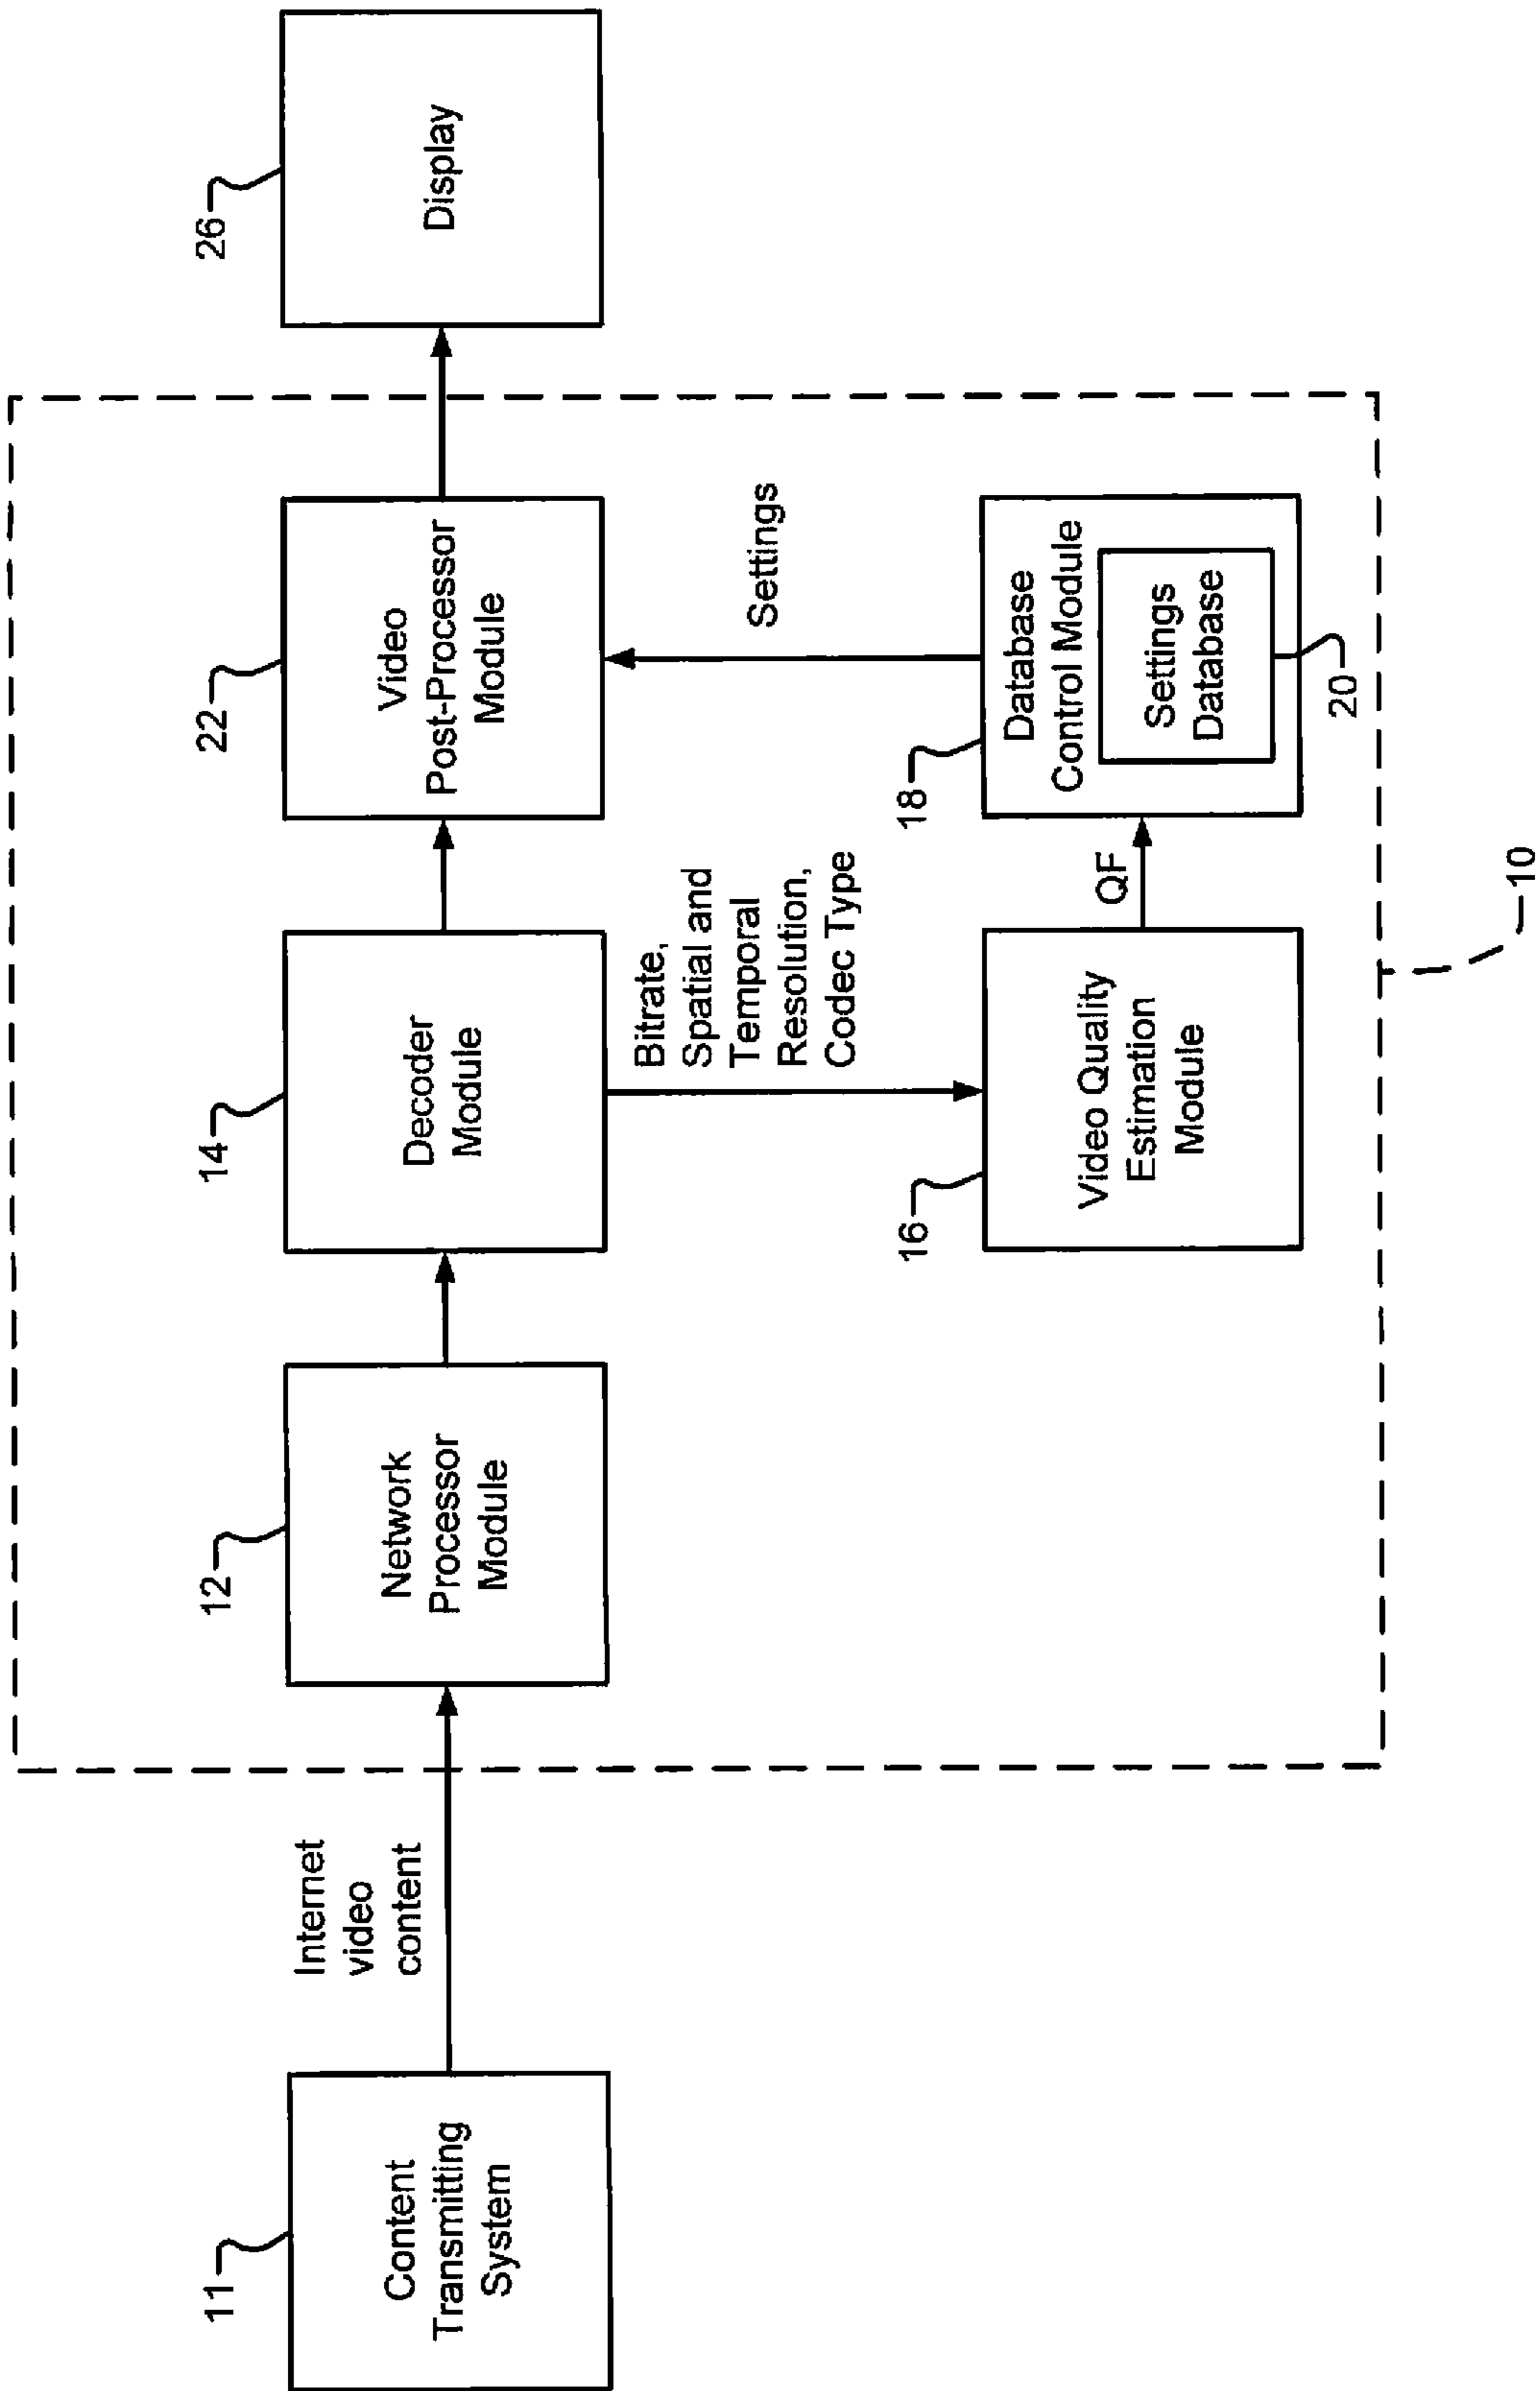 11
Content
Transmitting
System
Internet
video
content
12
Network
Processor
Module
14
Decoder
Module
22
Video
Post-Processor
Module
26
Display
Bitrate,
Spatial and
Temporal
Resolution,
Codec Type
Settings
16
Video Quality
Estimation
Module
QF
18
Database
Control Module
Settings
Database
20
10